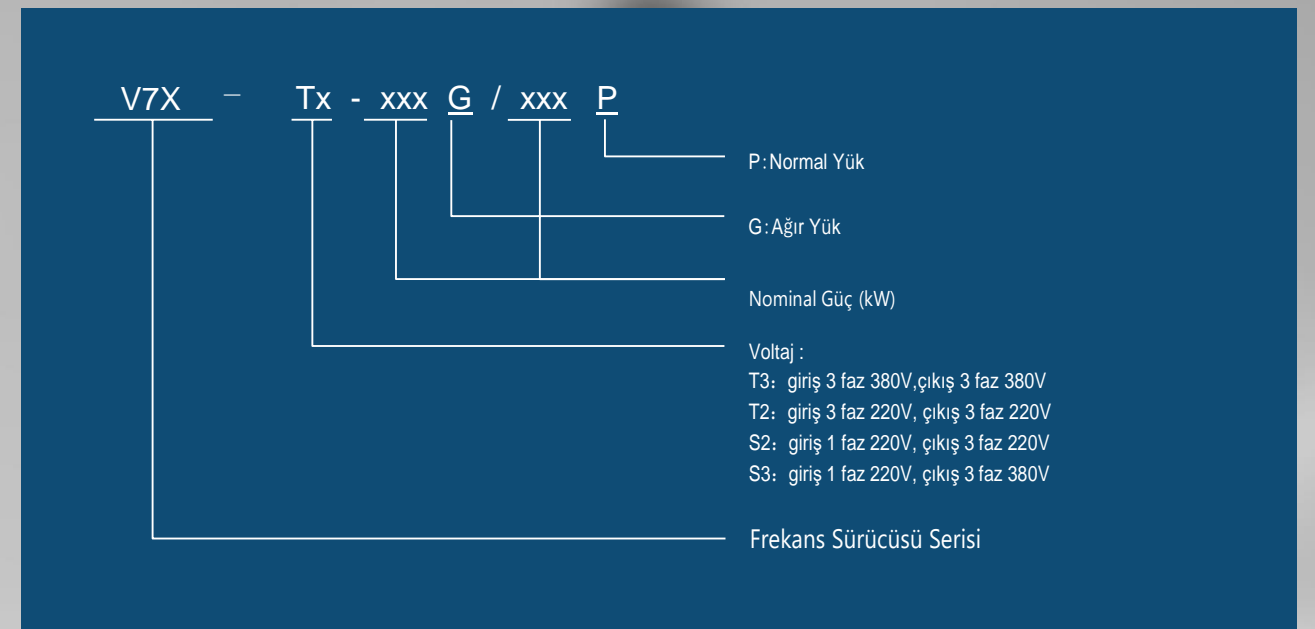 V7X － Tx - xxx G / xxx P
P:Normal Yük
G:Ağır Yük
Nominal Güç (kW)
Voltaj :
T3：giriş 3 faz 380V,çıkış 3 faz 380V
T2：giriş 3 faz 220V, çıkış 3 faz 220V
S2：giriş 1 faz 220V, çıkış 3 faz 220V
S3：giriş 1 faz 220V, çıkış 3 faz 380V
Frekans Sürücüsü Serisi